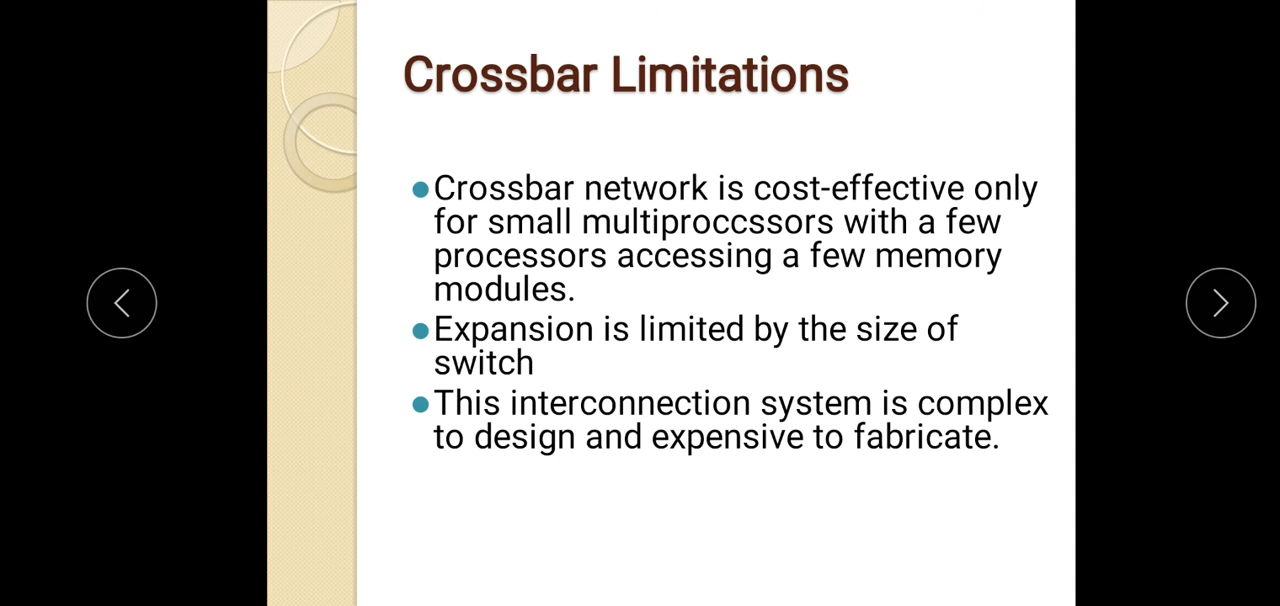 Crossbar Limitations
Crossbar network is cost-effective only
for small multiproccssors with a few
processors accessing a few memory
modules.
Expansion is limited by the size of
switch
This interconnection system is complex
to design and expensive to fabricate.